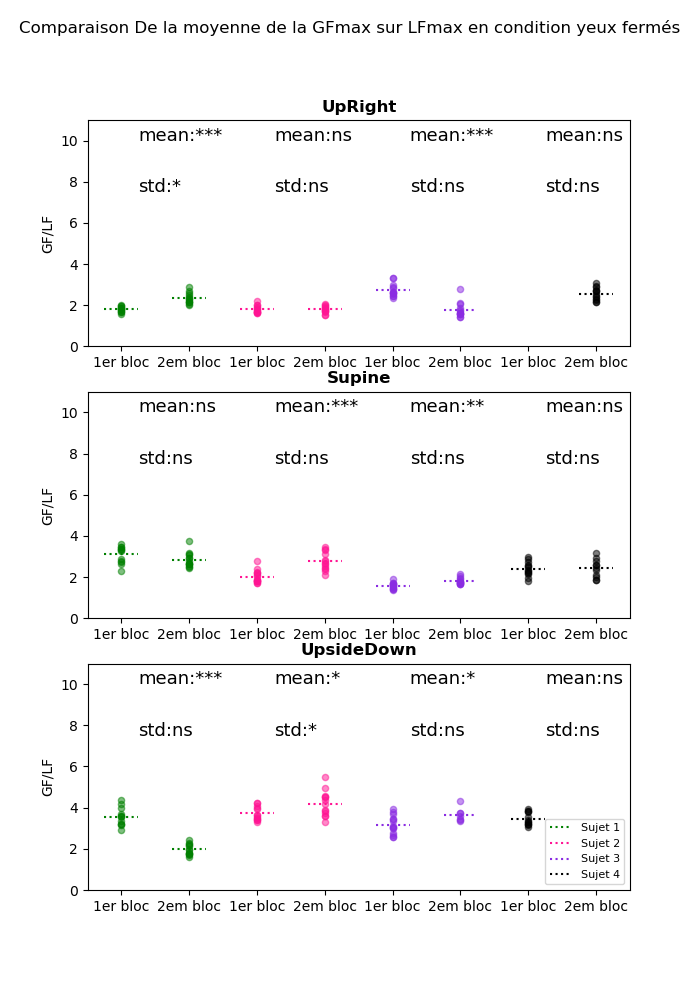 Comparaison De la moyenne de la GFmax sur LFmax en condition yeux fermés
UpRight
mean:*** mean:ns mean:*** mean:ns
std:* std:ns std:ns std:ns
10
8
6
4
2
0
GF/LF
1er bloc 2em bloc 1er bloc 2em bloc 1er bloc 2em bloc 1er bloc 2em bloc
Supine
mean:ns mean:*** mean:** mean:ns
std:ns std:ns std:ns std:ns
10
8
6
4
2
0
GF/LF
1er bloc 2em bloc 1er bloc 2em bloc 1er bloc 2em bloc 1er bloc 2em bloc
UpsideDown
mean:*** mean:* mean:* mean:ns
std:ns std:* std:ns std:ns
10
8
6
4
2
0
GF/LF
Sujet 1
Sujet 2
Sujet 3
Sujet 4
1er bloc 2em bloc 1er bloc 2em bloc 1er bloc 2em bloc 1er bloc 2em bloc